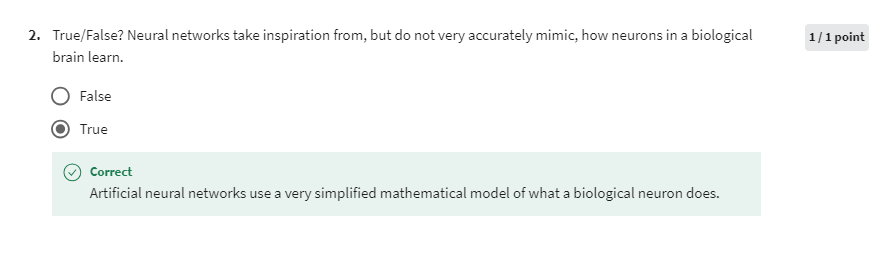 2. True/False? Neural networks take inspiration from, but do not very accurately mimic, how neurons in a biological
1 / 1 point
brain learn.
False
True
Correct
Artificial neural networks use a very simplified mathematical model of what a biological neuron does.